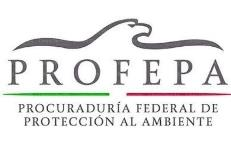 PROFEPA
PROCURADURÍA FEDERAL DE
PROTECCIÓN AL AMBIENTE